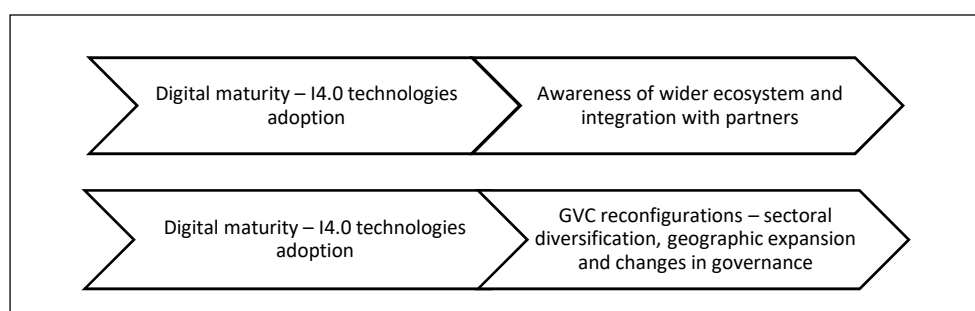 Digital maturity – I4.0 technologies
adoption
Awareness of wider ecosystem and
integration with partners
Digital maturity – I4.0 technologies
adoption
GVC reconfigurations – sectoral
diversification, geographic expansion
and changes in governance